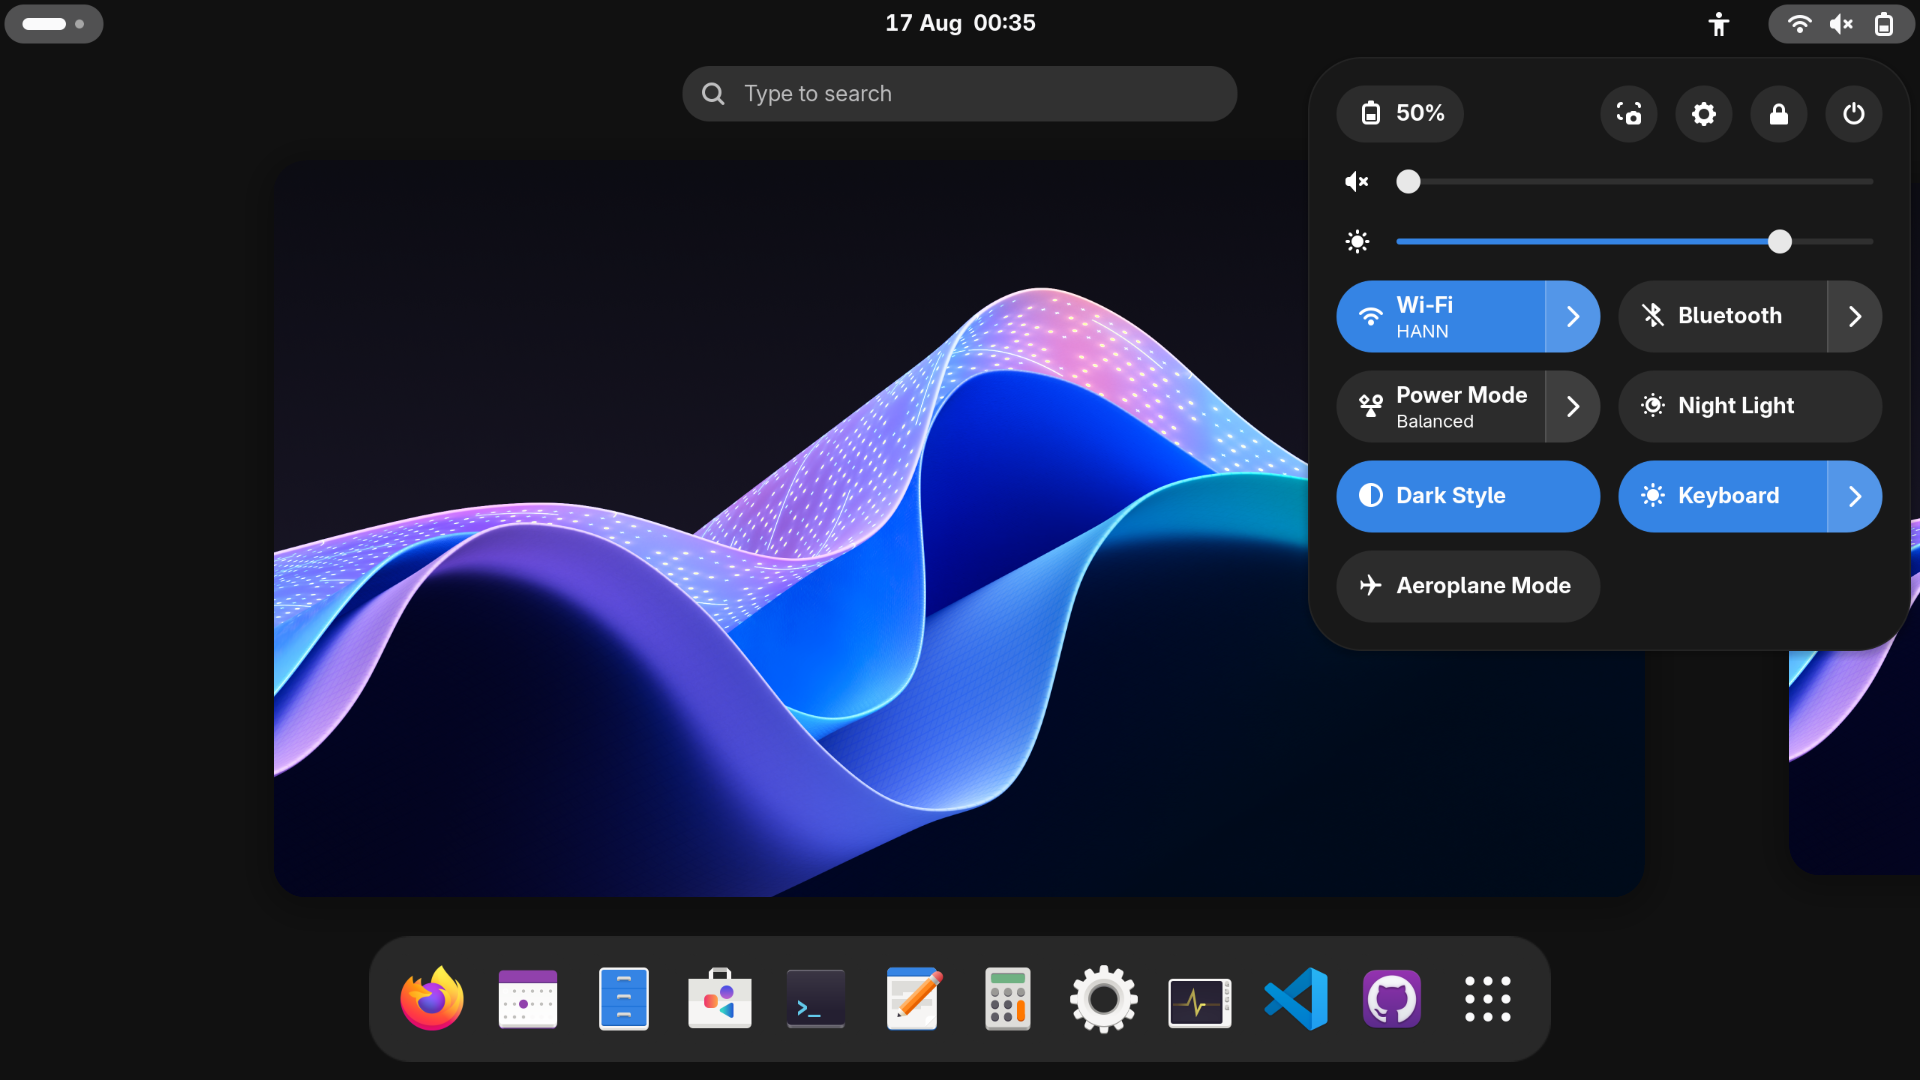 17 Aug 00:35
Type to search
50%
Wi-Fi
HANN
Bluetooth
Power Mode
Balanced
Night Light
Dark Style
Keyboard
Aeroplane Mode
>_